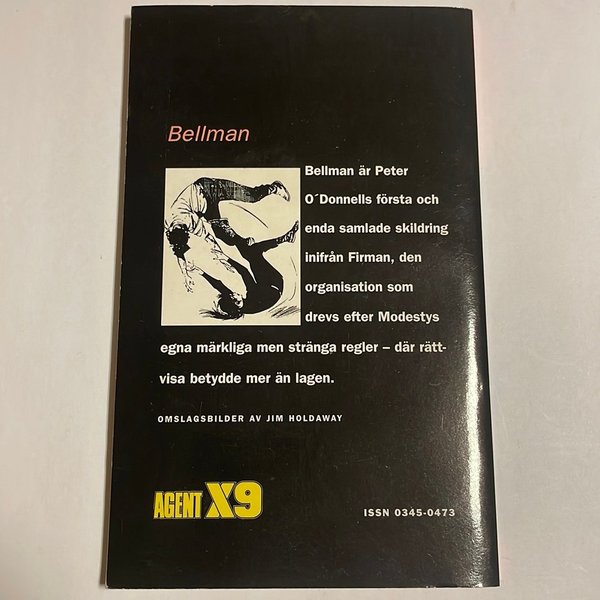 Bellman
Bellman är Peter
O´Donnells första och
enda samlade skildring
inifrån Firman, den
organisation som
drevs efter Modestys
egna märkliga men stränga regler – där rätt-
visa betydde mer än lagen.
OMSLAGSBILDER AV JIM HOLDAWAY
AGENT X9
ISSN 0345-0473